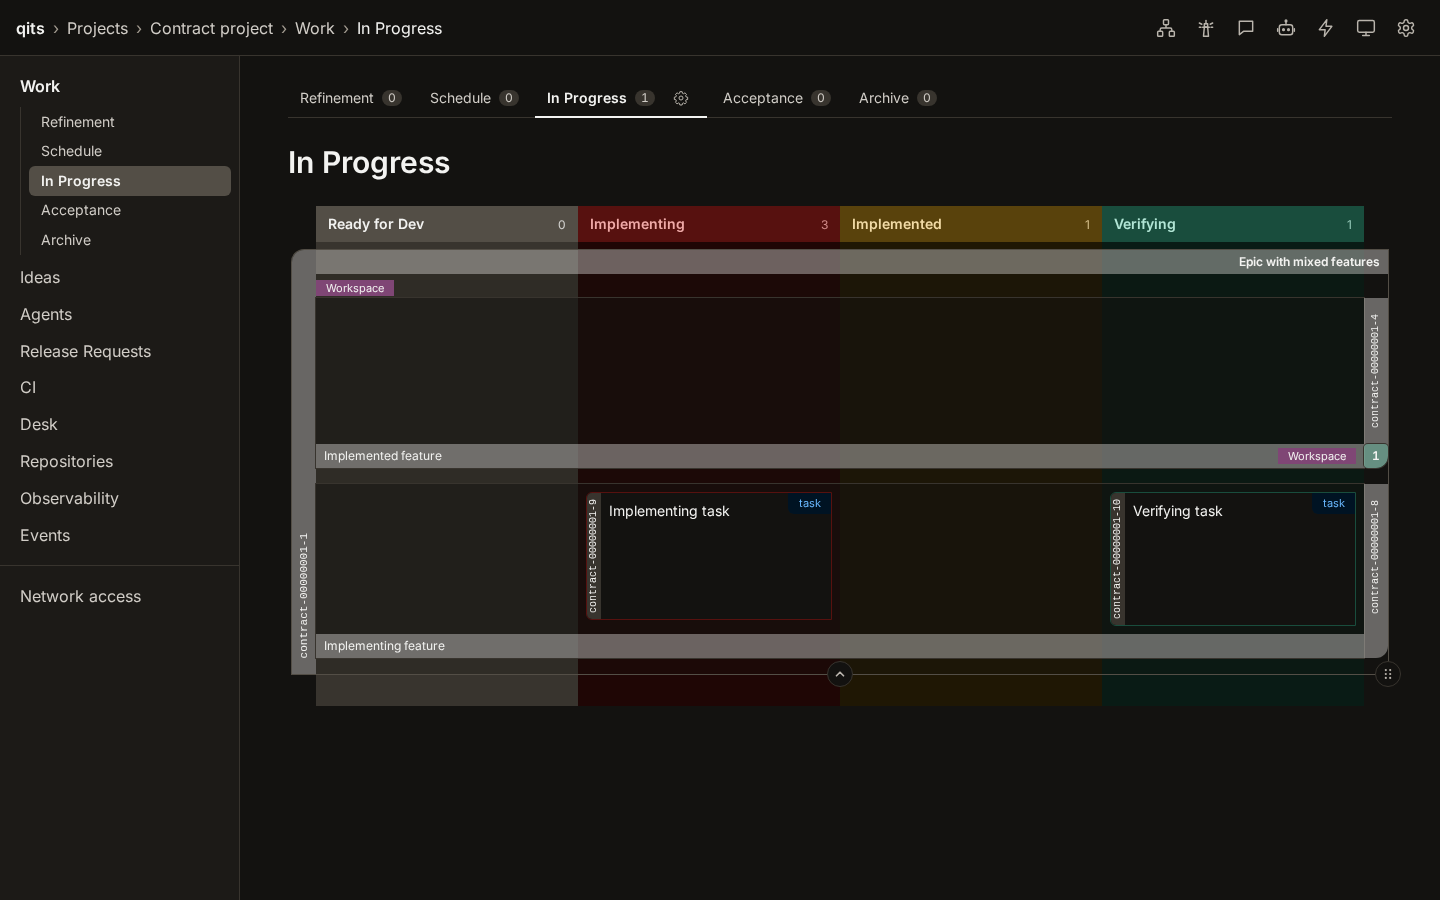 qits › Projects › Contract project › Work › In Progress
Work
Refinement
Schedule
In Progress
Acceptance
Archive
Ideas
Agents
Release Requests
CI
Desk
Repositories
Observability
Events
Network access
Refinement 0 Schedule 0 In Progress 1 Acceptance 0 Archive 0
In Progress
Ready for Dev 0 Implementing 3 Implemented 1 Verifying 1
Epic with mixed features
Workspace
contract-00000001-4
Implemented feature Workspace 1
contract-00000001-9
Implementing task
task
contract-00000001-10
Verifying task
task
contract-00000001-8
Implementing feature
contract-00000001-1